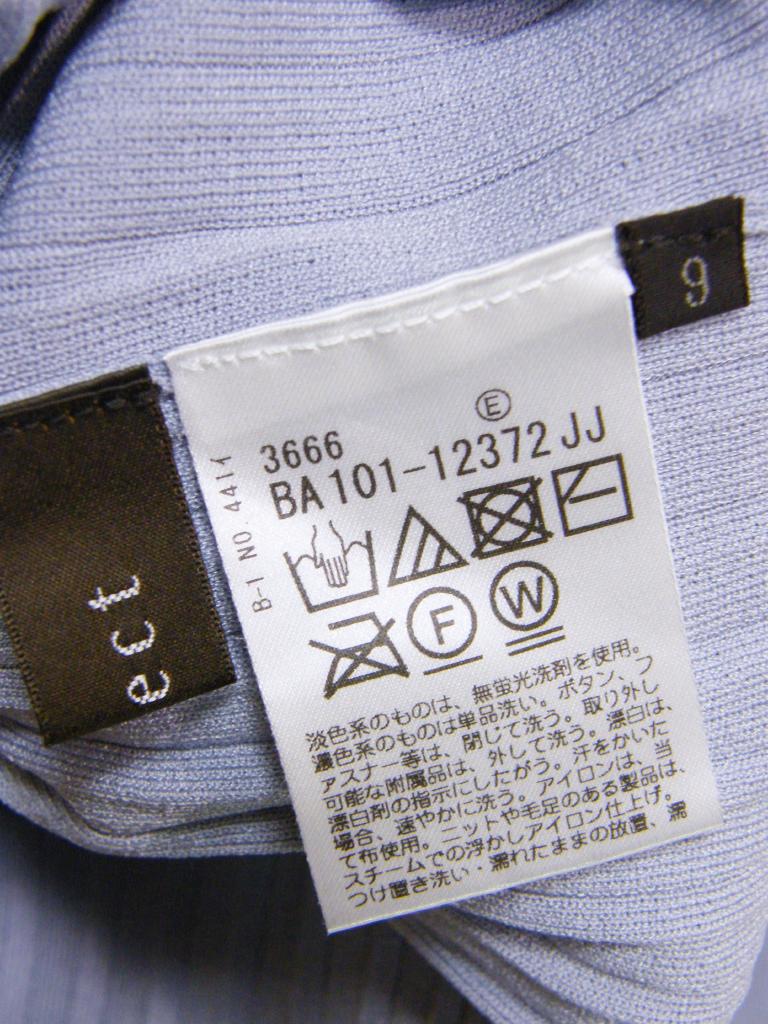 9
E
3666
BA101-12372 JJ
B-1 NO. 4414
F
W
ect
淡色系のものは、無蛍光洗剤を使用。
濃色系のものは単品洗い。ボタン、フ
ァスナー等は、閉じて洗う。取り外し
可能な附属品は、外して洗う。漂白は、
漂白剤の指示にしたがう。汗をかいた
場合、速やかに洗う。アイロンは、当
て布使用。ニットや毛足のある製品は、
スチームでの浮かしアイロン仕上げ。
つけ置き洗い・濡れたままの放置、濡